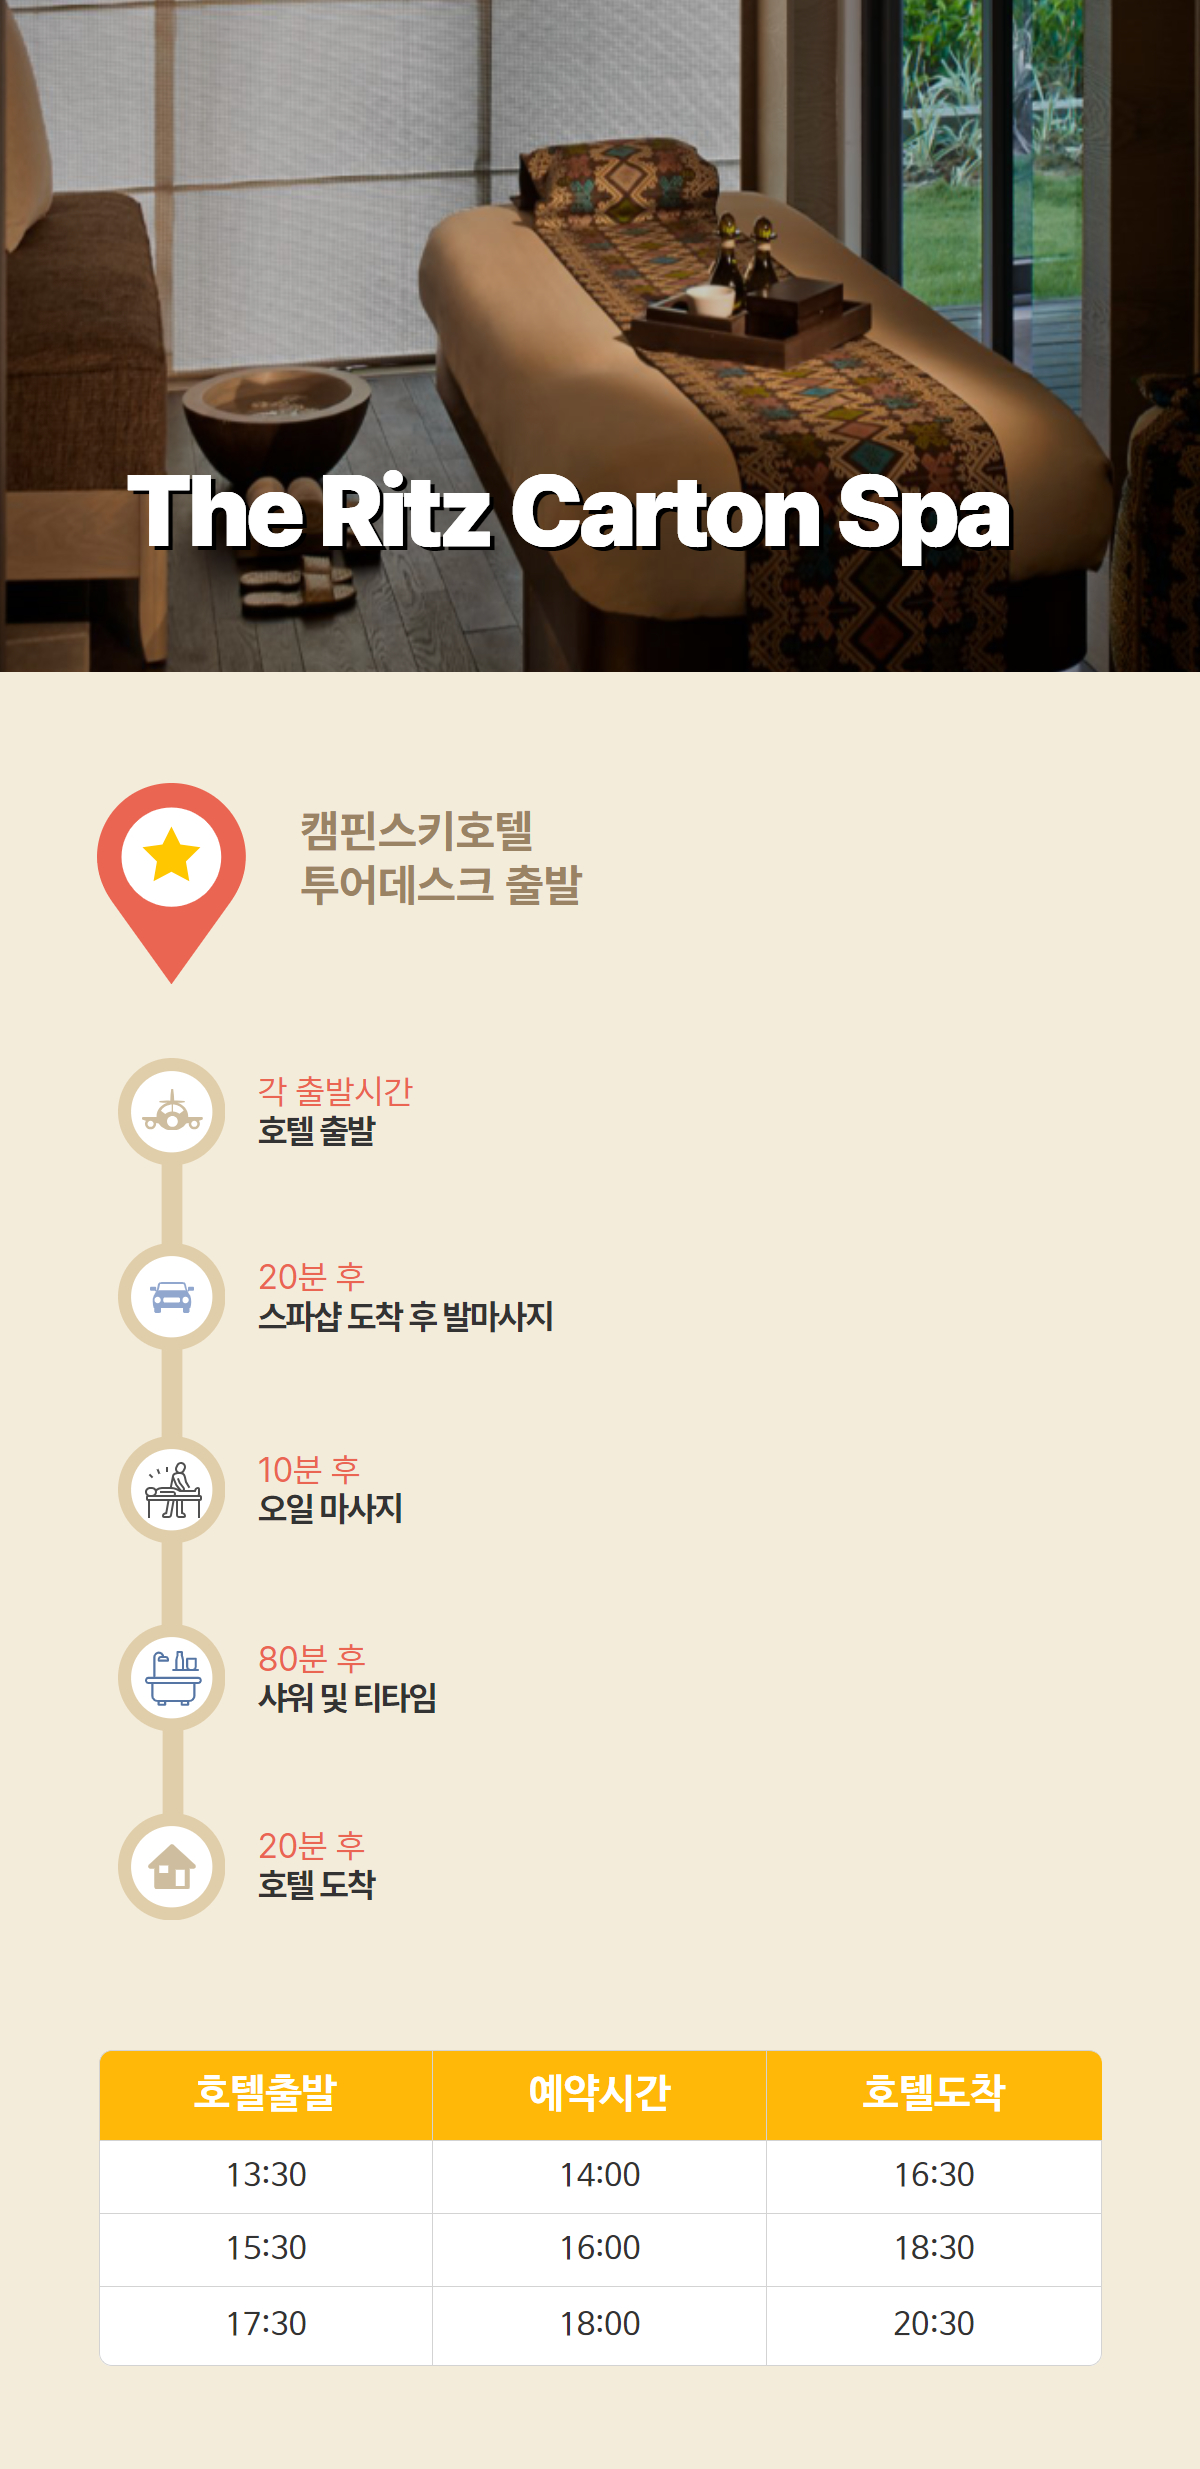 The Ritz Carton Spa
캠핀스키호텔
투어데스크 출발
각 출발시간
호텔 출발
20분 후
스파샵 도착 후 발마사지
10분 후
오일 마사지
80분 후
샤워 및 티타임
20분 후
호텔 도착
호텔출발 예약시간 호텔도착
13:30 14:00 16:30
15:30 16:00 18:30
17:30 18:00 20:30